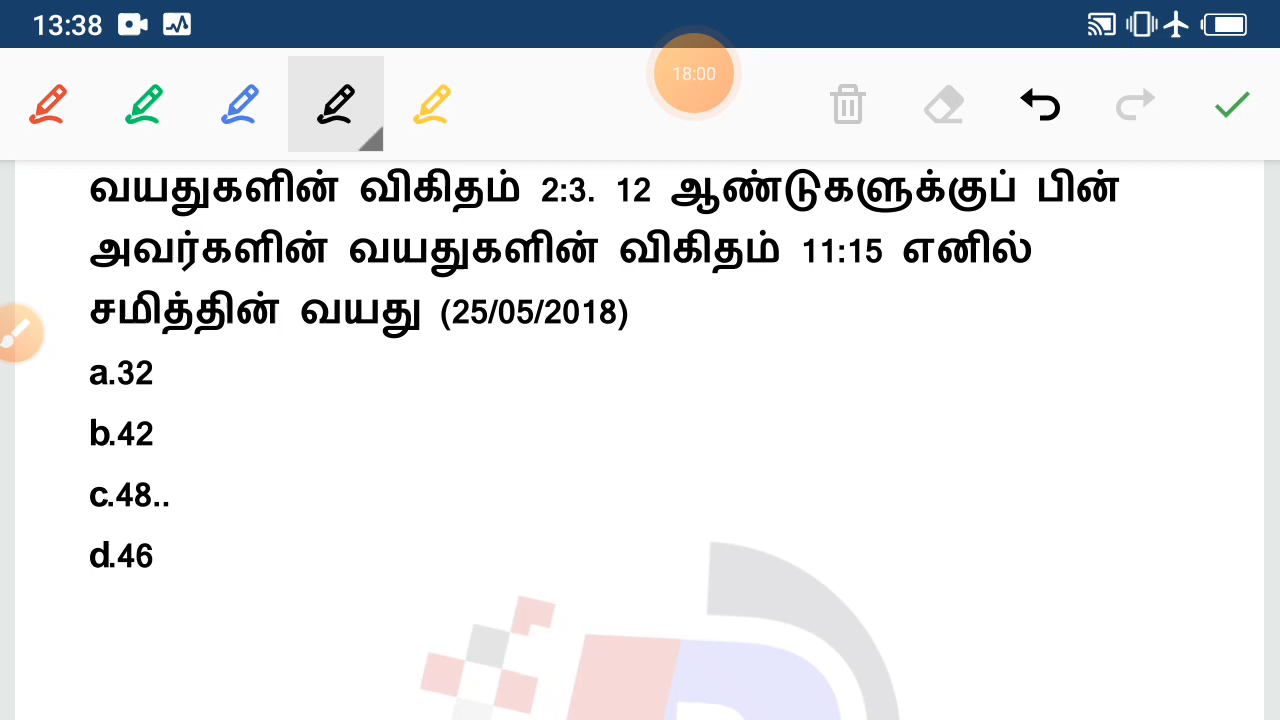 13:38
18:00
வயதுகளின் விகிதம் 2:3. 12 ஆண்டுகளுக்குப் பின்
அவர்களின் வயதுகளின் விகிதம் 11:15 எனில்
சமித்தின் வயது (25/05/2018)
a.32
b.42
c.48..
d.46